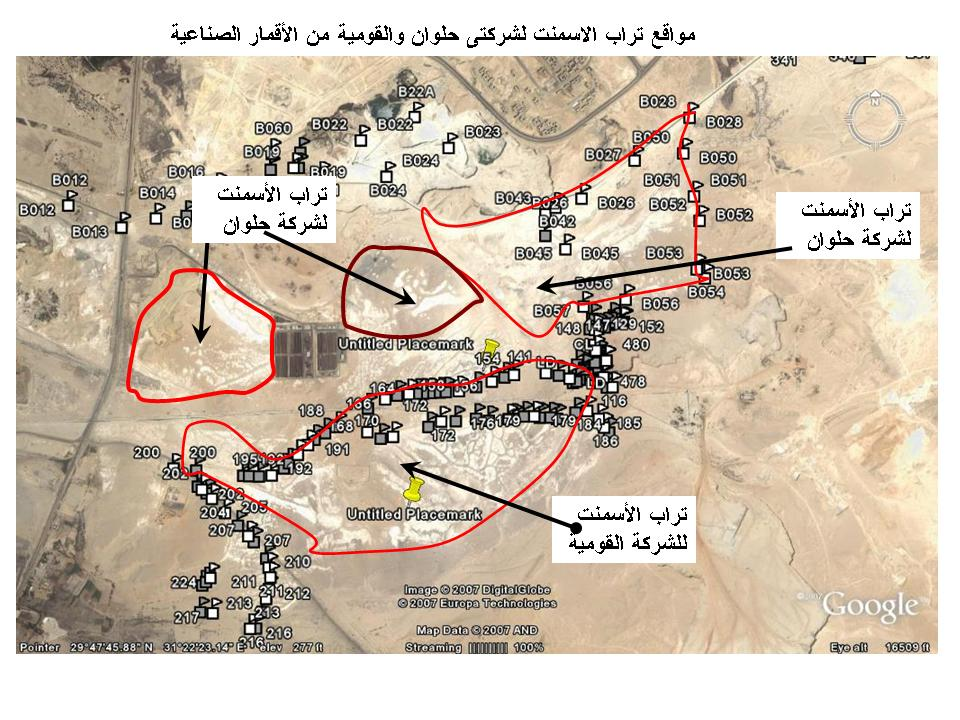 مواقع تراب الاسمنت لشركتى حلوان والقومية من الأقمار الصناعية
341
B22A
B028
B028
B060
B022
B022
B023
B050
B019
B027
B050
B016
B019
B024
B012
B024
B051
B051
B014
تراب الأسمنت
لشركة حلوان
B043
B026
B026
B052
B012
B052
تراب الأسمنت
لشركة حلوان
B013
B042
B045
B045
B053
B053
B056
B054
B056
B057
148
147
129
152
Untitled Placemark
480
154
141
164
156
478
166
172
116
188
168
170
176
179
179
184
185
172
186
191
200
200
195
192
202
202
204
205
Untitled Placemark
تراب الأسمنت
للشركة القومية
207
207
210
224
211
211
212
213
213
217
216
216
Image © 2007 DigitalGlobe
© 2007 Europa Technologies
©2007 Google
Map Data © 2007 AND
Pointer 29°47'45.88" N 31°22'23.14" E elev 277 ft
Streaming |||||||||| 100%
Eye alt 16509 ft
N